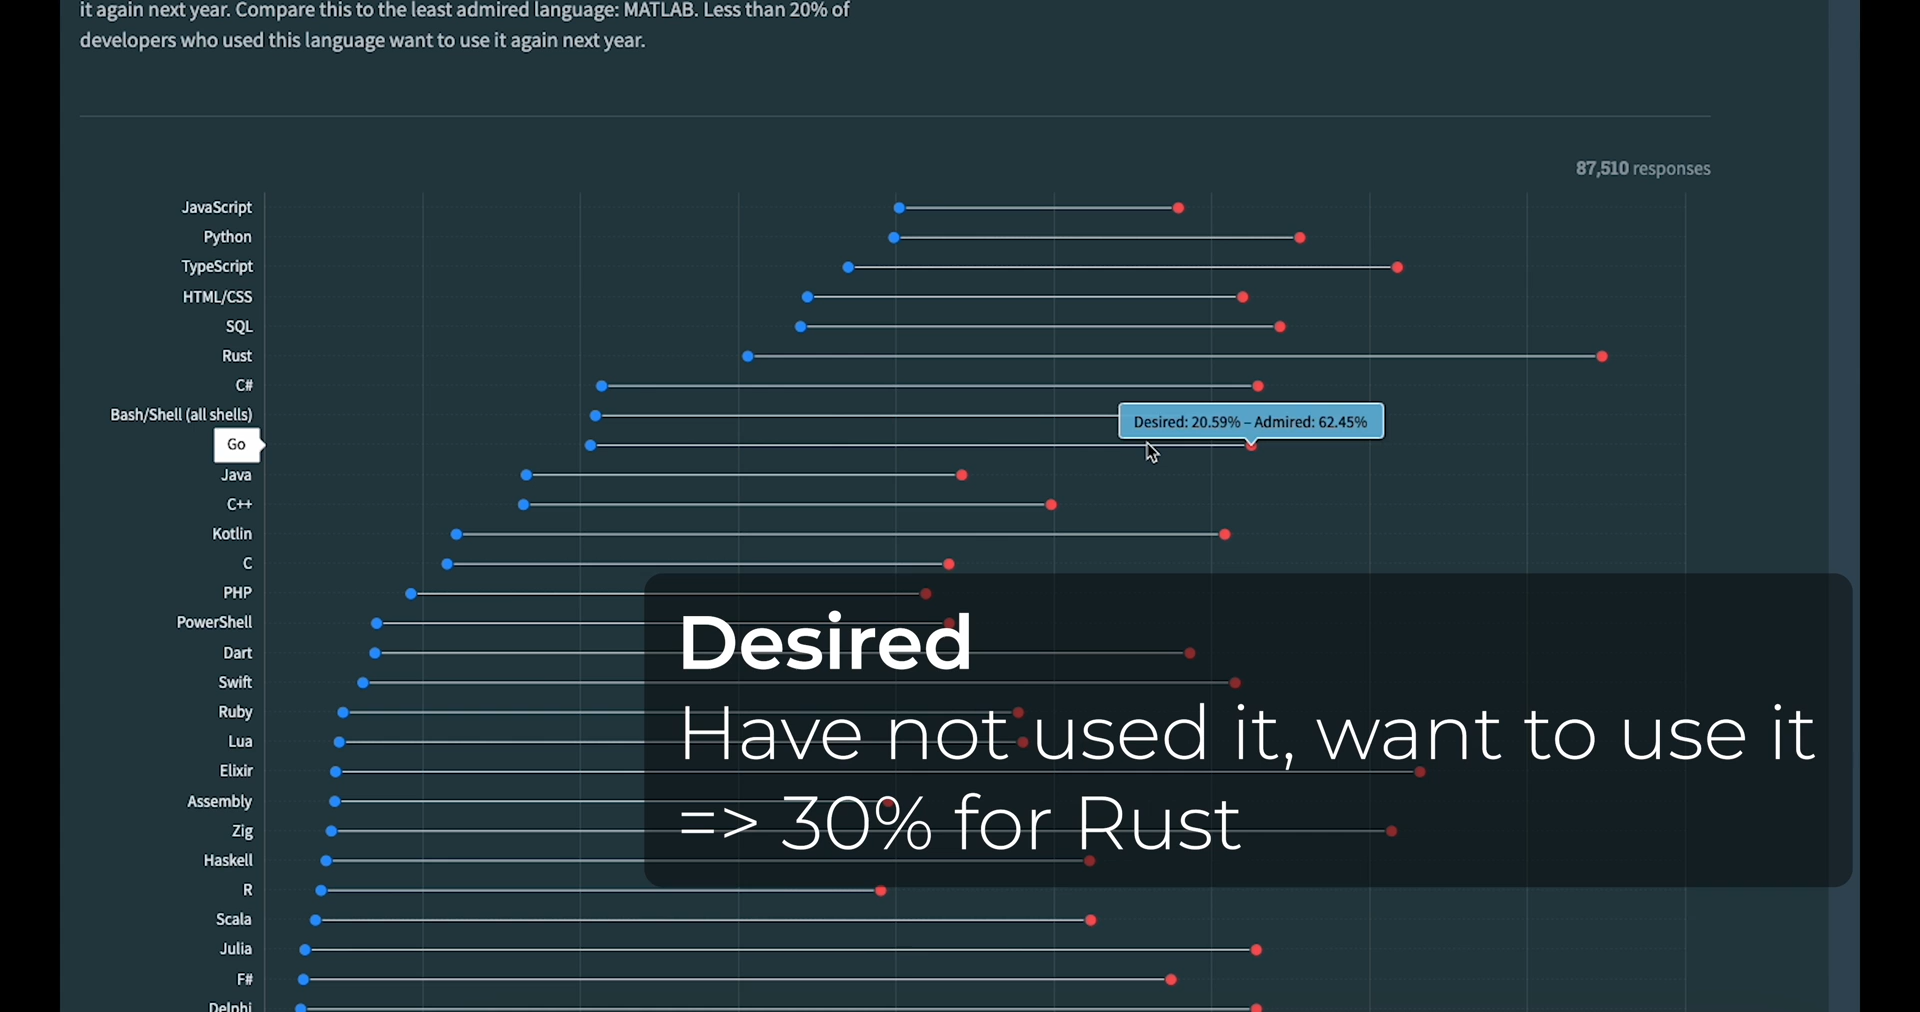 it again next year. Compare this to the least admired language: MATLAB. Less than 20% of
developers who used this language want to use it again next year.
87,510 responses
JavaScript
Python
TypeScript
HTML/CSS
SQL
Rust
C#
Bash/Shell (all shells)
Desired: 20.59% – Admired: 62.45%
Go
Java
C++
Kotlin
C
PHP
PowerShell
Dart
Swift
Ruby
Lua
Elixir
Assembly
Zig
Haskell
R
Scala
Julia
F#
Delphi
Desired
Have not used it, want to use it
=> 30% for Rust